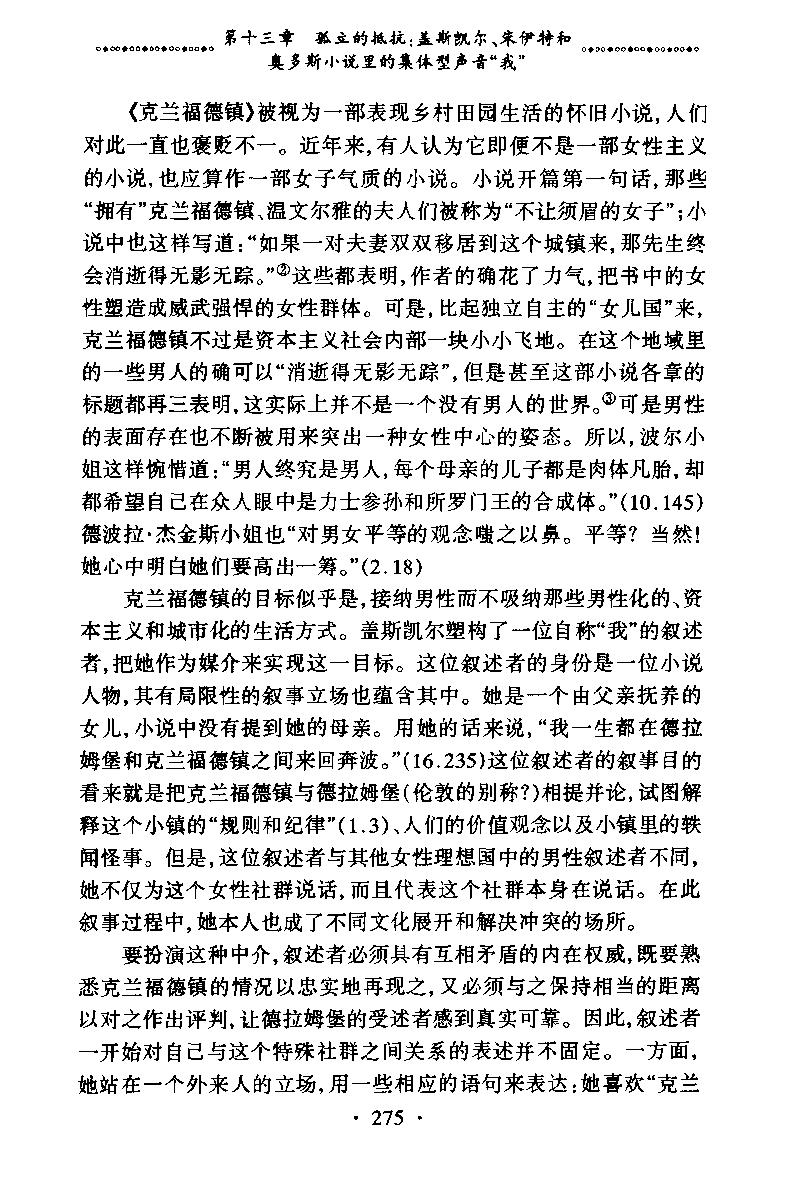 第十三章　孤立的抵抗:盖斯凯尔、朱伊特和
奥多斯小说里的集体型声音“我”
《克兰福德镇》被视为一部表现乡村田园生活的怀旧小说,人们
对此一直也褒贬不一。近年来,有人认为它即便不是一部女性主义
的小说,也应算作一部女子气质的小说。小说开篇第一句话,那些
“拥有”克兰福德镇、温文尔雅的夫人们被称为“不让须眉的女子”;小
说中也这样写道:“如果一对夫妻双双移居到这个城镇来,那先生终
会消逝得无影无踪。”②这些都表明,作者的确花了力气,把书中的女
性塑造成威武强悍的女性群体。可是,比起独立自主的“女儿国”来,
克兰福德镇不过是资本主义社会内部一块小小飞地。在这个地域里
的一些男人的确可以“消逝得无影无踪”,但是甚至这部小说各章的
标题都再三表明,这实际上并不是一个没有男人的世界。③可是男性
的表面存在也不断被用来突出一种女性中心的姿态。所以,波尔小
姐这样惋惜道:“男人终究是男人,每个母亲的儿子都是肉体凡胎,却
都希望自己在众人眼中是力士参孙和所罗门王的合成体。”(10.145)
德波拉·杰金斯小姐也“对男女平等的观念嗤之以鼻。平等？当然!
她心中明白她们要高出一筹。”(2.18)
克兰福德镇的目标似乎是,接纳男性而不吸纳那些男性化的、资
本主义和城市化的生活方式。盖斯凯尔塑构了一位自称“我”的叙述
者,把她作为媒介来实现这一目标。这位叙述者的身份是一位小说
人物,其有局限性的叙事立场也蕴含其中。她是一个由父亲抚养的
女儿,小说中没有提到她的母亲。用她的话来说,“我一生都在德拉
姆堡和克兰福德镇之间来回奔波。”(16.235)这位叙述者的叙事目的
看来就是把克兰福德镇与德拉姆堡(伦敦的别称?)相提并论,试图解
释这个小镇的“规则和纪律”(1.3)、人们的价值观念以及小镇里的轶
闻怪事。但是,这位叙述者与其他女性理想国中的男性叙述者不同,
她不仅为这个女性社群说话,而且代表这个社群本身在说话。在此
叙事过程中,她本人也成了不同文化展开和解决冲突的场所。
要扮演这种中介,叙述者必须具有互相矛盾的内在权威,既要熟
悉克兰福德镇的情况以忠实地再现之,又必须与之保持相当的距离
以对之作出评判,让德拉姆堡的受述者感到真实可靠。因此,叙述者
一开始对自己与这个特殊社群之间关系的表述并不固定。一方面,
她站在一个外来人的立场,用一些相应的语句来表达:她喜欢“克兰
· 275 ·